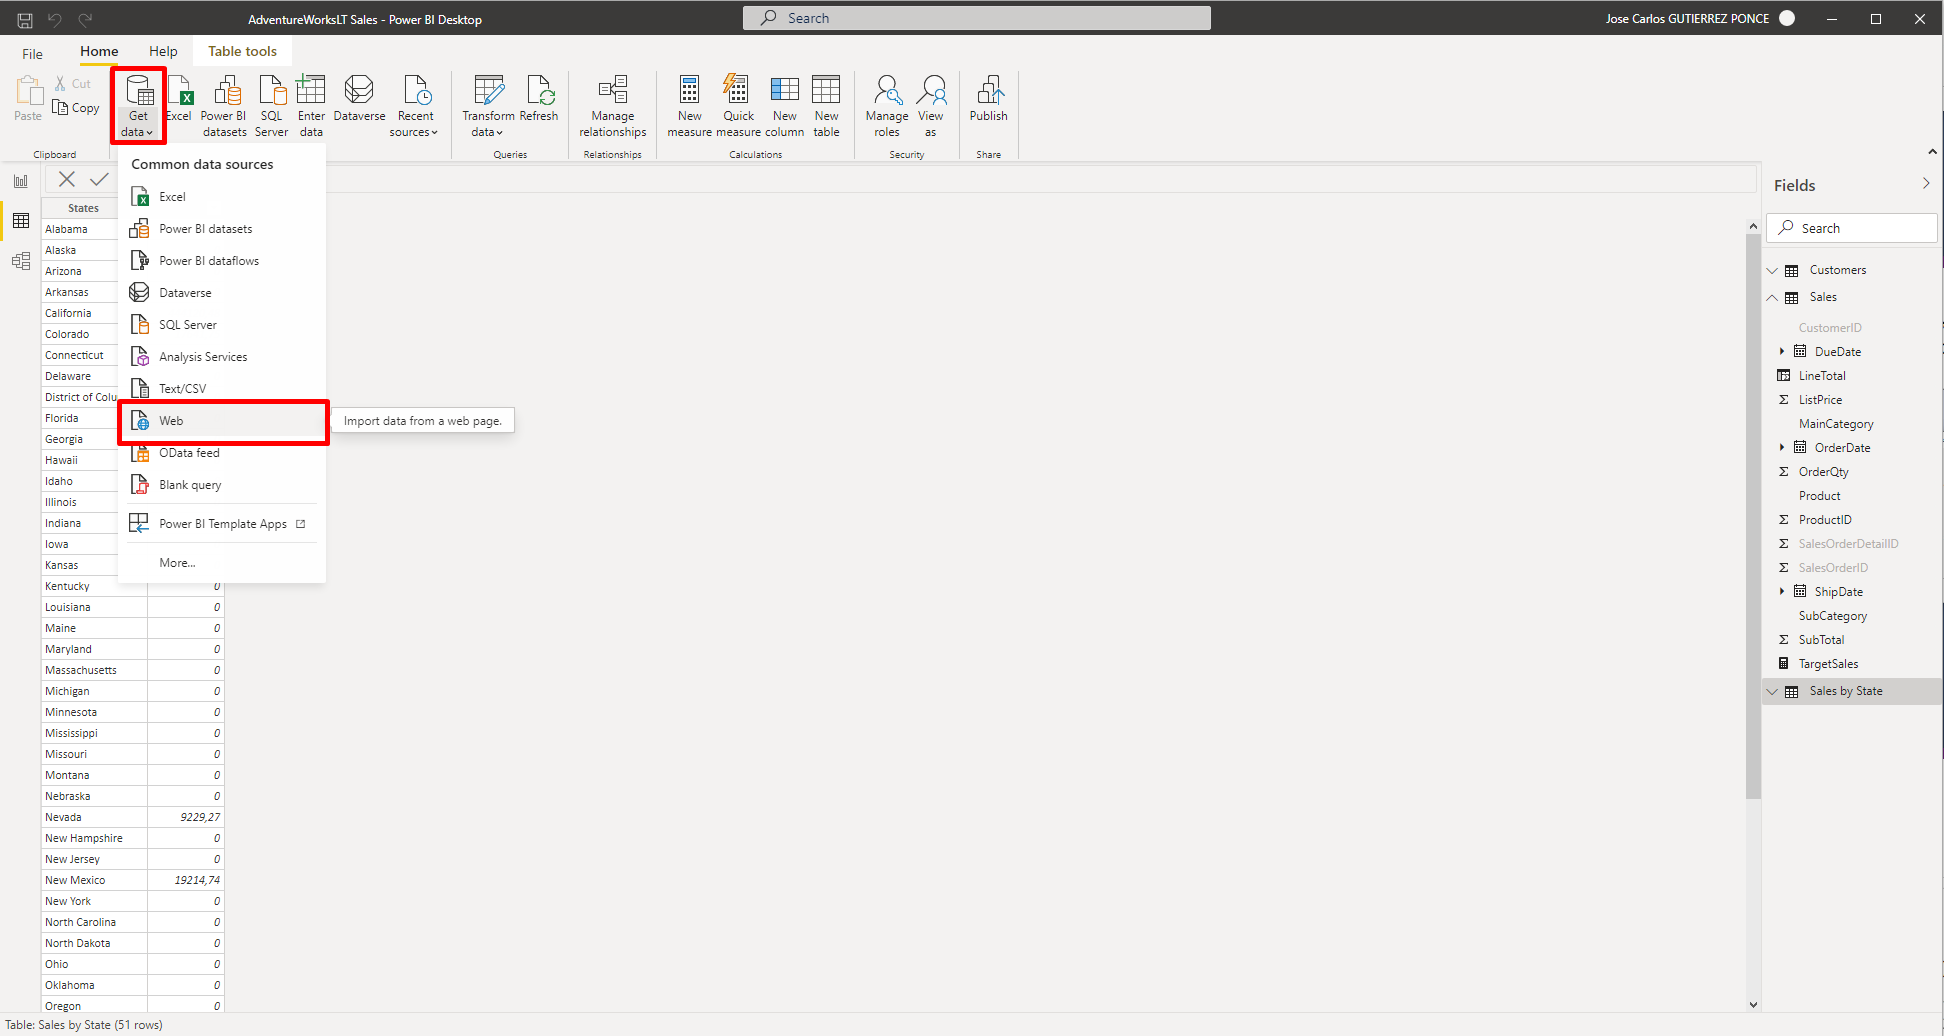 AdventureWorksLT Sales - Power BI Desktop
Search
Jose Carlos GUTIERREZ PONCE
File
Home
Help
Table tools
Paste
Cut
Copy
Clipboard
Get data
Excel
Power BI datasets
SQL Server
Enter data
Dataverse
Recent sources
Transform data
Refresh
Queries
Manage relationships
Relationships
New measure
Quick measure
New column
New table
Calculations
Manage roles
View as
Security
Publish
Share
Common data sources
Excel
Power BI datasets
Power BI dataflows
Dataverse
SQL Server
Analysis Services
Text/CSV
Web
Import data from a web page.
OData feed
Blank query
Power BI Template Apps
More...
States
Alabama
Alaska
Arizona
Arkansas
California
Colorado
Connecticut
Delaware
District of Colu
Florida
Georgia
Hawaii
Idaho
Illinois
Indiana
Iowa
Kansas
Kentucky 0
Louisiana 0
Maine 0
Maryland 0
Massachusetts 0
Michigan 0
Minnesota 0
Mississippi 0
Missouri 0
Montana 0
Nebraska 0
Nevada 9229,27
New Hampshire 0
New Jersey 0
New Mexico 19214,74
New York 0
North Carolina 0
North Dakota 0
Ohio 0
Oklahoma 0
Oregon 0
Fields
Search
Customers
Sales
CustomerID
DueDate
LineTotal
ListPrice
MainCategory
OrderDate
OrderQty
Product
ProductID
SalesOrderDetailID
SalesOrderID
ShipDate
SubCategory
SubTotal
TargetSales
Sales by State
Table: Sales by State (51 rows)